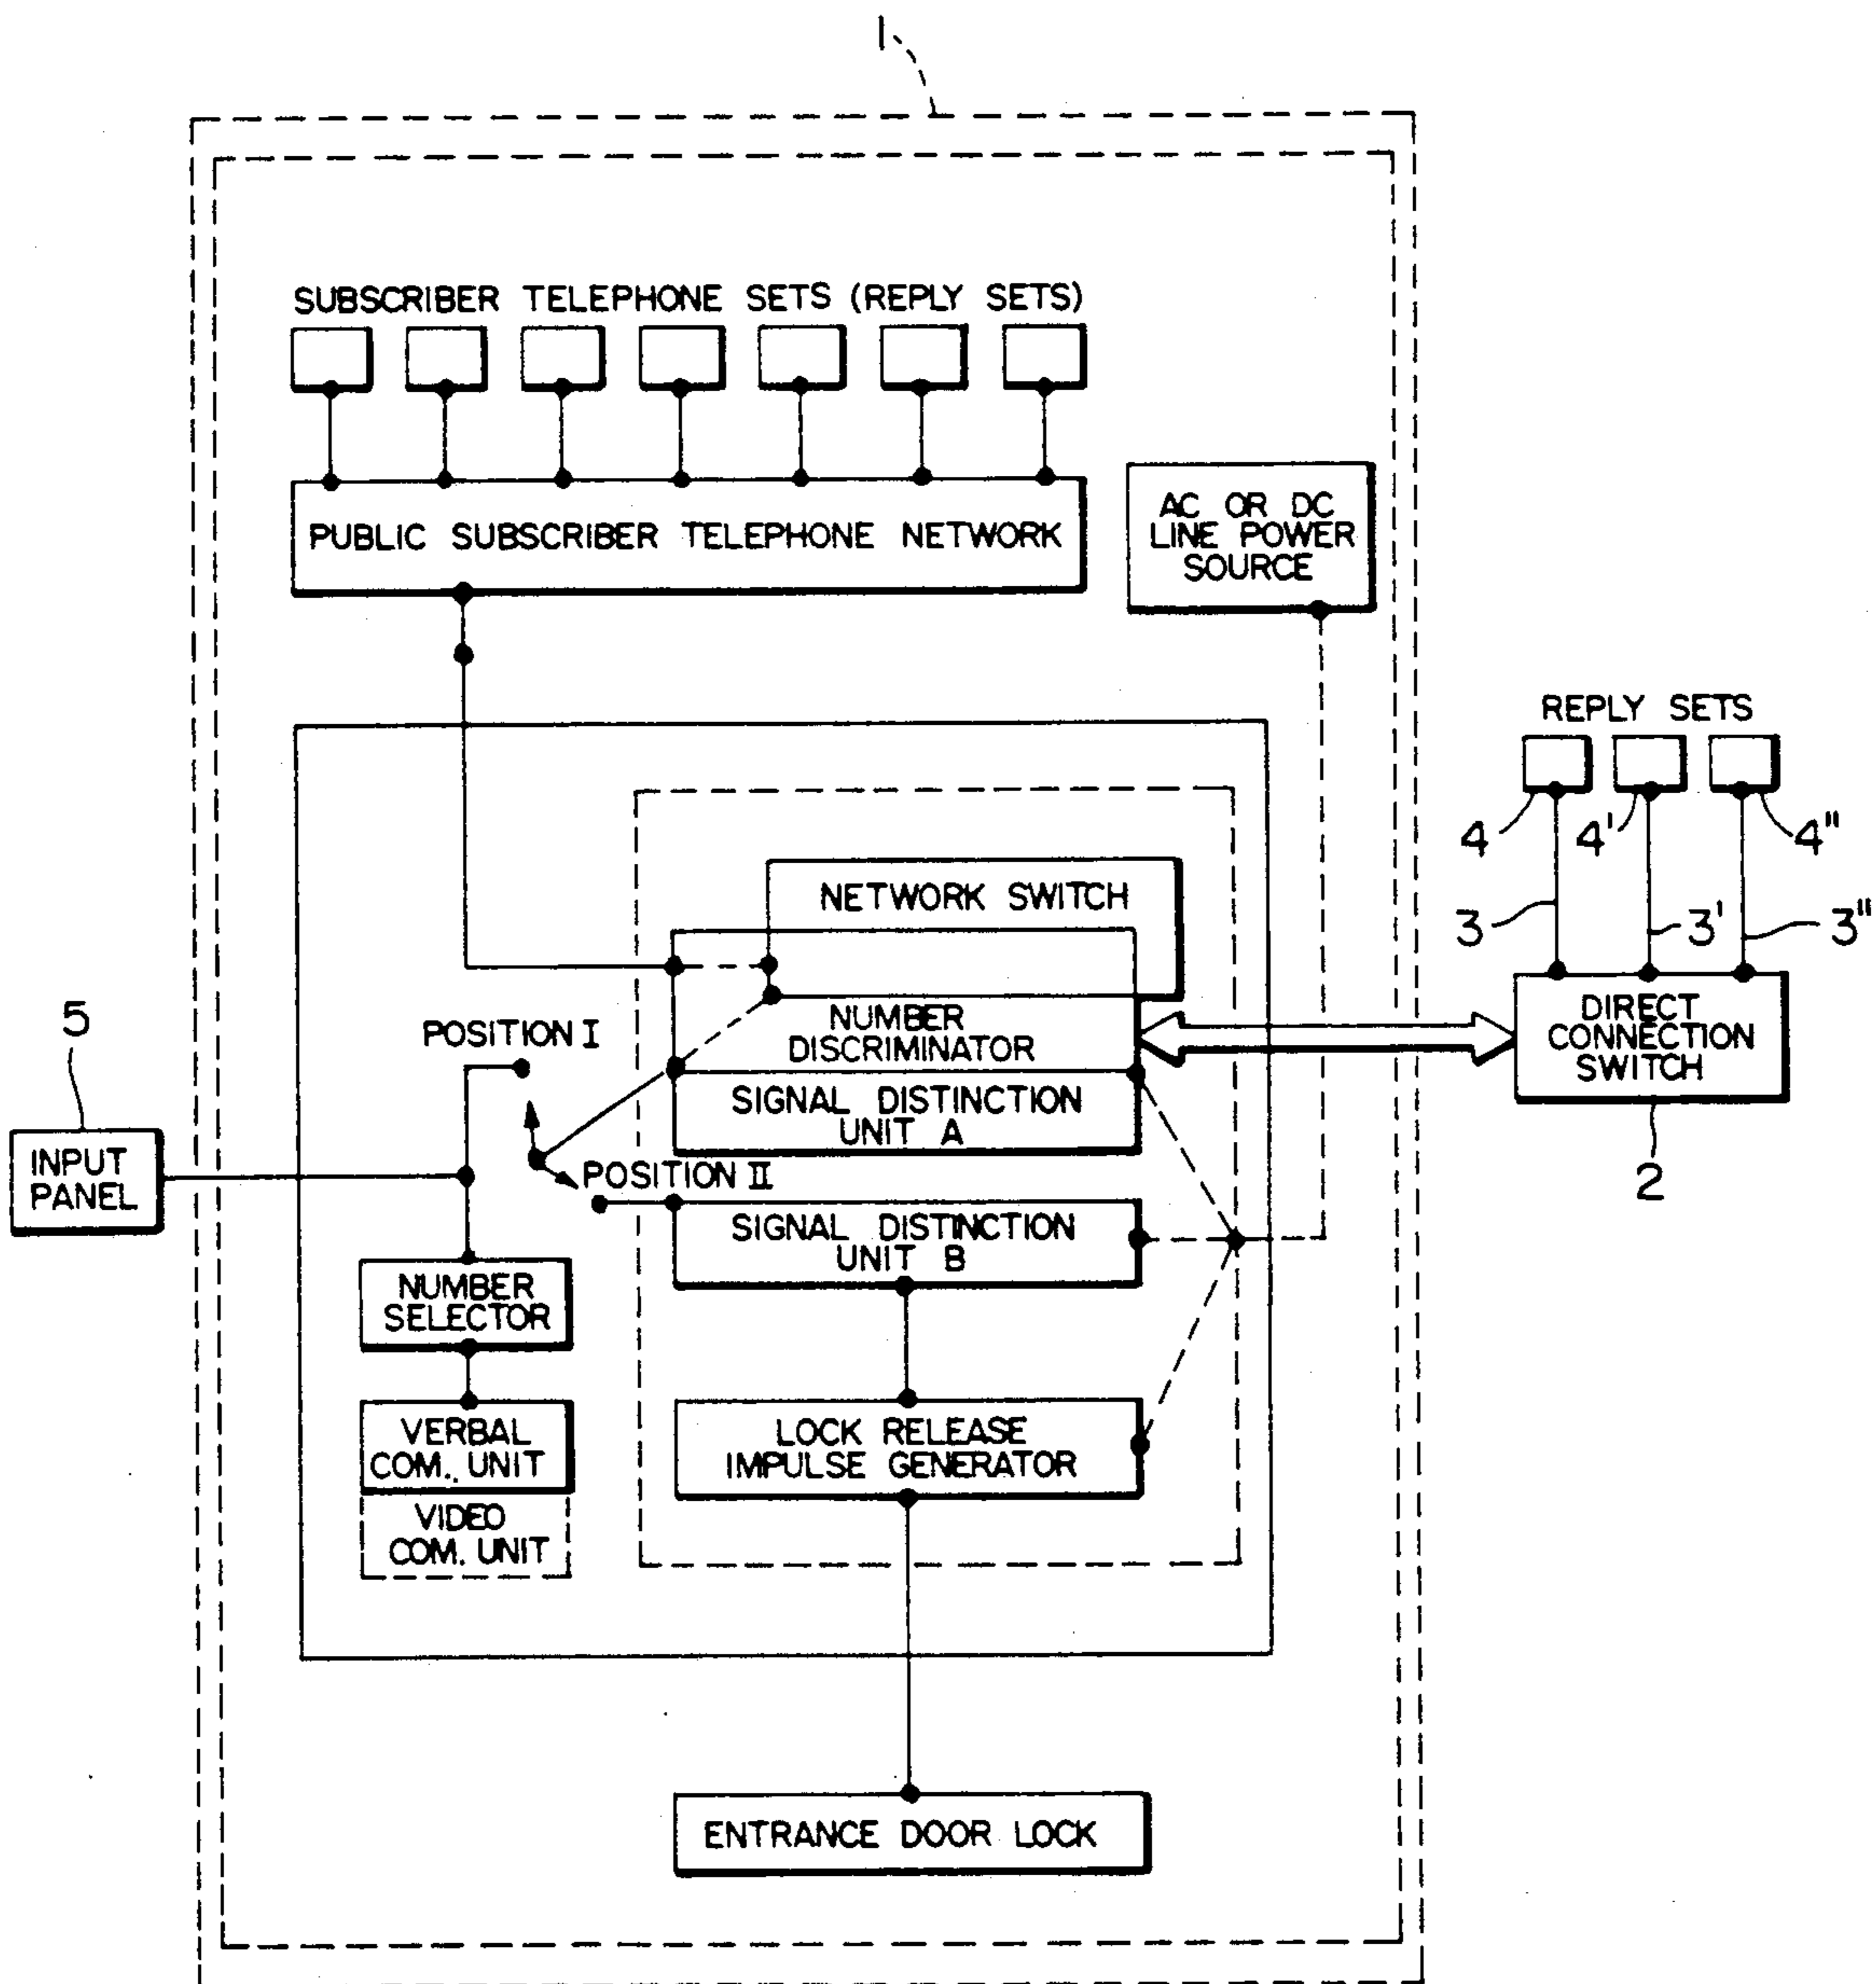 1
SUBSCRIBER TELEPHONE SETS (REPLY SETS)
PUBLIC SUBSCRIBER TELEPHONE NETWORK
AC OR DC
LINE POWER
SOURCE
REPLY SETS
4
4'
4"
3
3'
3"
NETWORK SWITCH
NUMBER
DISCRIMINATOR
SIGNAL DISTINCTION
UNIT A
DIRECT
CONNECTION
SWITCH
2
5
INPUT
PANEL
POSITION I
POSITION II
SIGNAL DISTINCTION
UNIT B
NUMBER
SELECTOR
VERBAL
COM. UNIT
VIDEO
COM. UNIT
LOCK RELEASE
IMPULSE GENERATOR
ENTRANCE DOOR LOCK